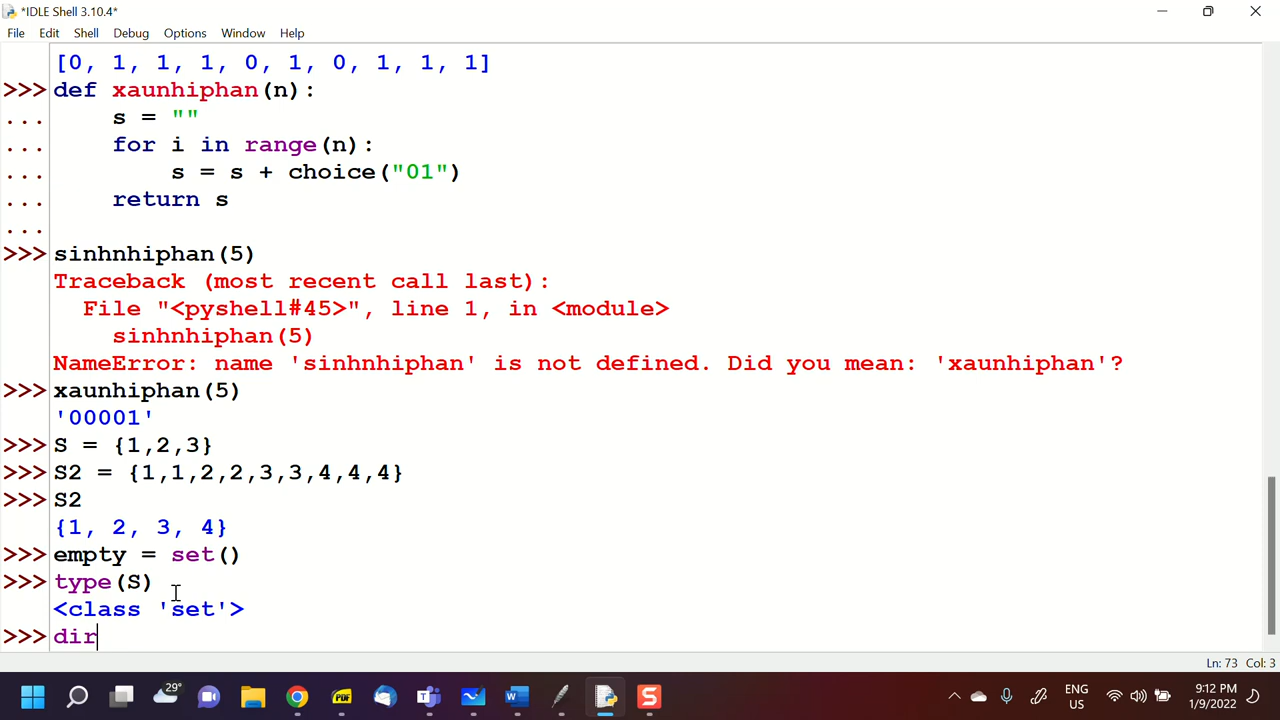 *IDLE Shell 3.10.4*
File Edit Shell Debug Options Window Help
[0, 1, 1, 1, 0, 1, 0, 1, 1, 1]
>>> def xaunhiphan(n):
...     s = ""
...     for i in range(n):
...         s = s + choice("01")
...     return s
...
>>> sinhnhiphan(5)
Traceback (most recent call last):
  File "<pyshell#45>", line 1, in <module>
    sinhnhiphan(5)
NameError: name 'sinhnhiphan' is not defined. Did you mean: 'xaunhiphan'?
>>> xaunhiphan(5)
'00001'
>>> S = {1,2,3}
>>> S2 = {1,1,2,2,3,3,4,4,4}
>>> S2
{1, 2, 3, 4}
>>> empty = set()
>>> type(S)
<class 'set'>
>>> dir
Ln: 73 Col: 3
29°
PDF
W
S
ENG
US
9:12 PM
1/9/2022